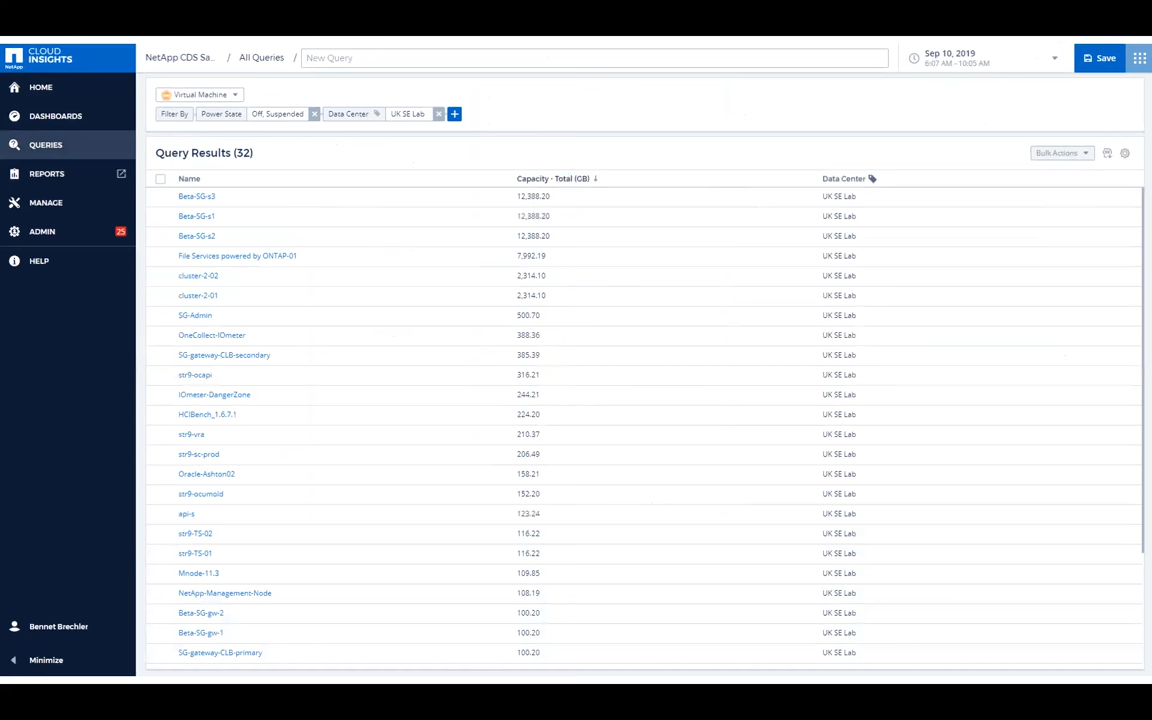 NetApp
CLOUD
INSIGHTS
NetApp CDS Sa... / All Queries / New Query
Sep 10, 2019
6:07 AM - 10:05 AM
Save
HOME
DASHBOARDS
QUERIES
REPORTS
MANAGE
ADMIN 25
HELP
Bennet Brechler
Minimize
Virtual Machine
Filter By Power State Off, Suspended Data Center UK SE Lab
Query Results (32)
Bulk Actions
Name Capacity - Total (GB) ↓ Data Center
Beta-SG-s3 12,388.20 UK SE Lab
Beta-SG-s1 12,388.20 UK SE Lab
Beta-SG-s2 12,388.20 UK SE Lab
File Services powered by ONTAP-01 7,992.19 UK SE Lab
cluster-2-02 2,314.10 UK SE Lab
cluster-2-01 2,314.10 UK SE Lab
SG-Admin 500.70 UK SE Lab
OneCollect-IOmeter 388.36 UK SE Lab
SG-gateway-CLB-secondary 385.39 UK SE Lab
str9-ocapi 316.21 UK SE Lab
IOmeter-DangerZone 244.21 UK SE Lab
HCIBench_1.6.7.1 224.20 UK SE Lab
str9-vra 210.37 UK SE Lab
str9-sc-prod 206.49 UK SE Lab
Oracle-Ashton02 158.21 UK SE Lab
str9-ocumold 152.20 UK SE Lab
api-s 123.24 UK SE Lab
str9-TS-02 116.22 UK SE Lab
str9-TS-01 116.22 UK SE Lab
Mnode-11.3 109.85 UK SE Lab
NetApp-Management-Node 108.19 UK SE Lab
Beta-SG-gw-2 100.20 UK SE Lab
Beta-SG-gw-1 100.20 UK SE Lab
SG-gateway-CLB-primary 100.20 UK SE Lab